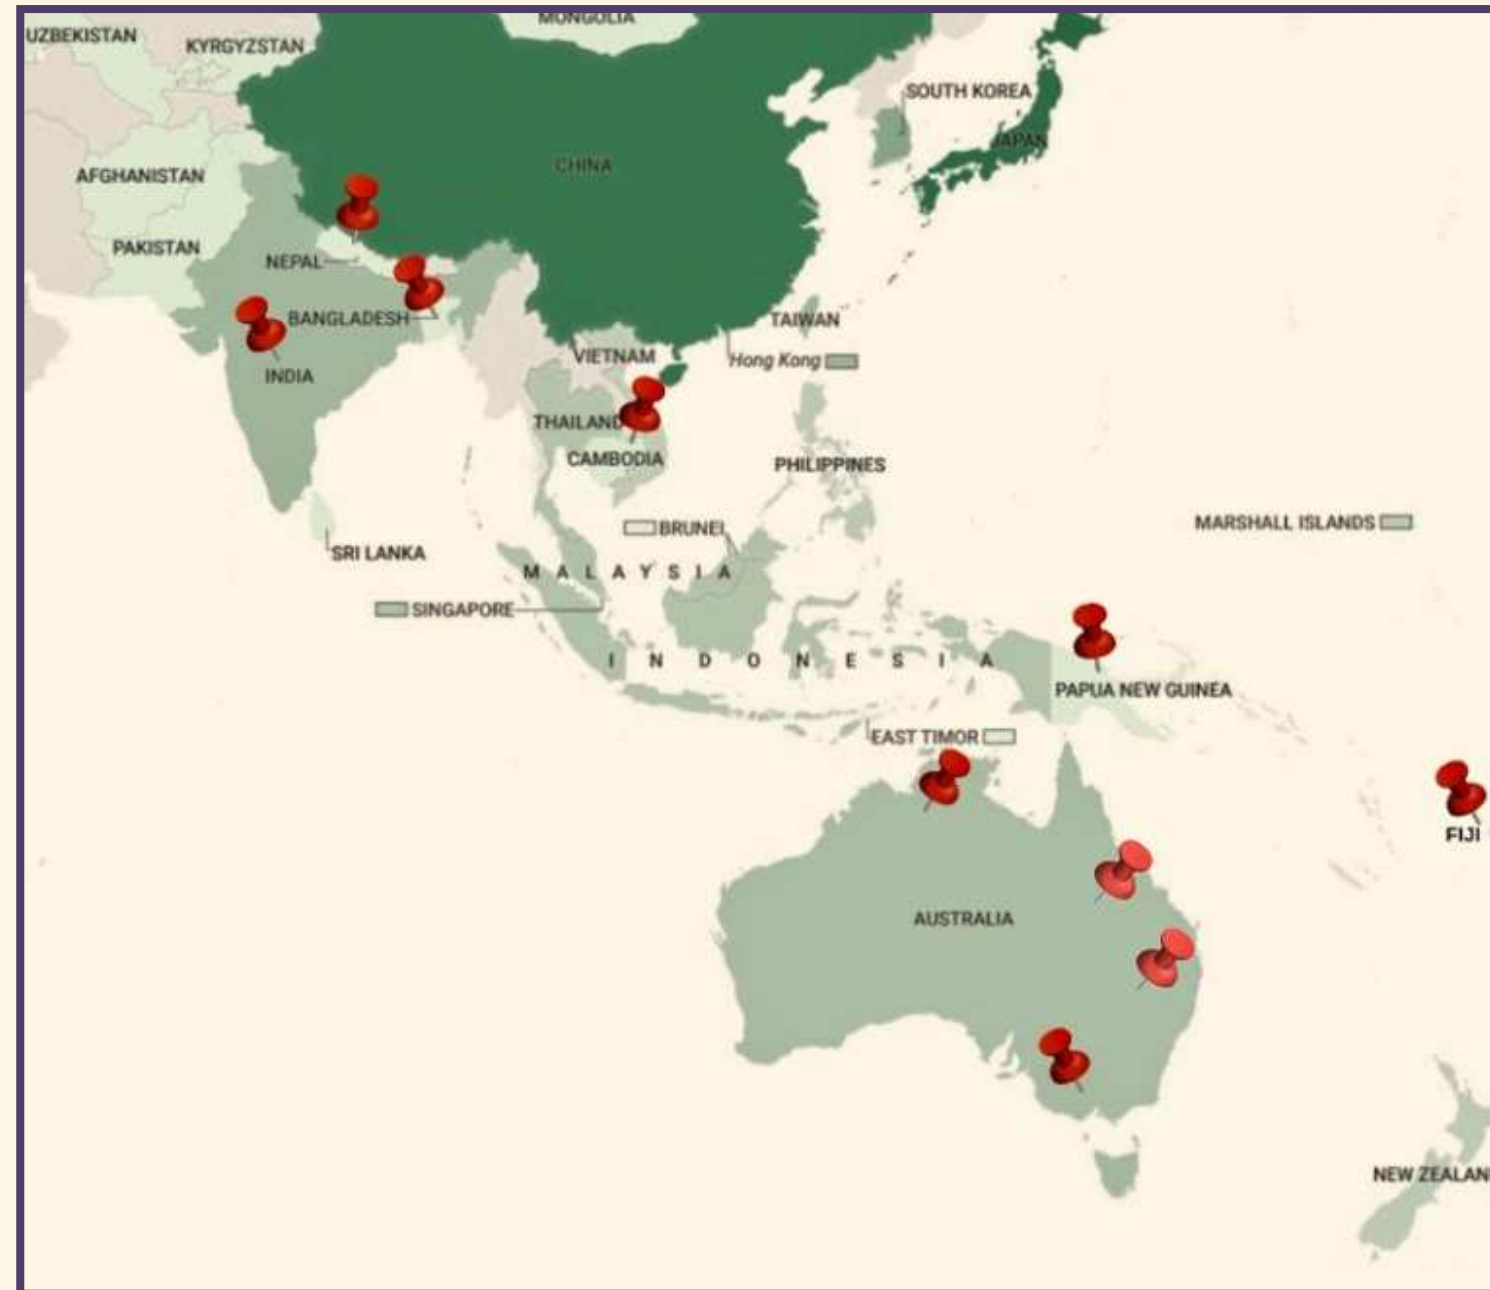 MONGOLIA
UZBEKISTAN
KYRGYZSTAN
SOUTH KOREA
JAPAN
CHINA
AFGHANISTAN
PAKISTAN
NEPAL
BANGLADESH
TAIWAN
VIETNAM
Hong Kong
INDIA
THAILAND
CAMBODIA
PHILIPPINES
MARSHALL ISLANDS
BRUNEI
SRI LANKA
MALAYSIA
SINGAPORE
INDONESIA
PAPUA NEW GUINEA
EAST TIMOR
FIJI
AUSTRALIA
NEW ZEALAN